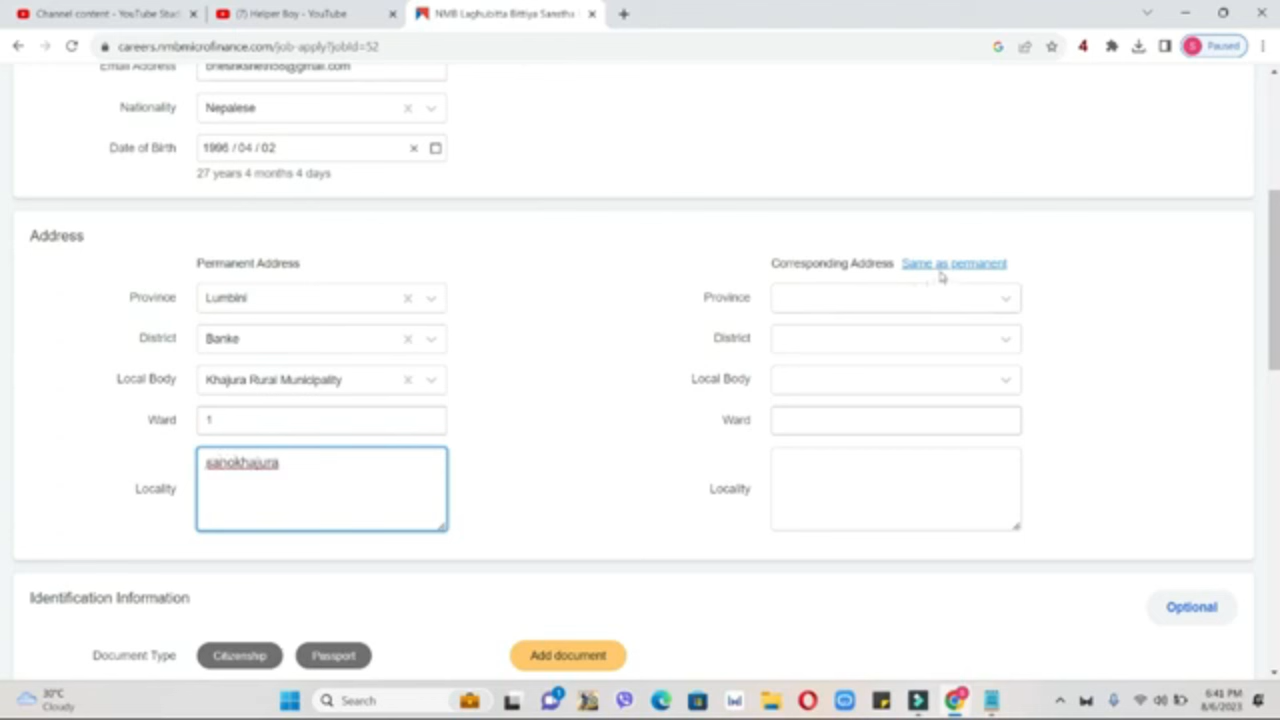 Channel content - YouTube Stud
(7) Helper Boy - YouTube
NMB Laghubitta Bittiya Sanstha
careers.nmbmicrofinance.com/job-apply?jobId=52
4
S
Paused
Email Address
Nationality
Nepalese
Date of Birth
1996 / 04 / 02
27 years 4 months 4 days
Address
Permanent Address
Corresponding Address Same as permanent
Province
Lumbini
Province
District
Banke
District
Local Body
Khajura Rural Municipality
Local Body
Ward
1
Ward
Locality
sanokhajura
Locality
Identification Information
Optional
Document Type
Citizenship
Passport
Add document
30°C
Cloudy
Search
6:41 PM
8/6/2023